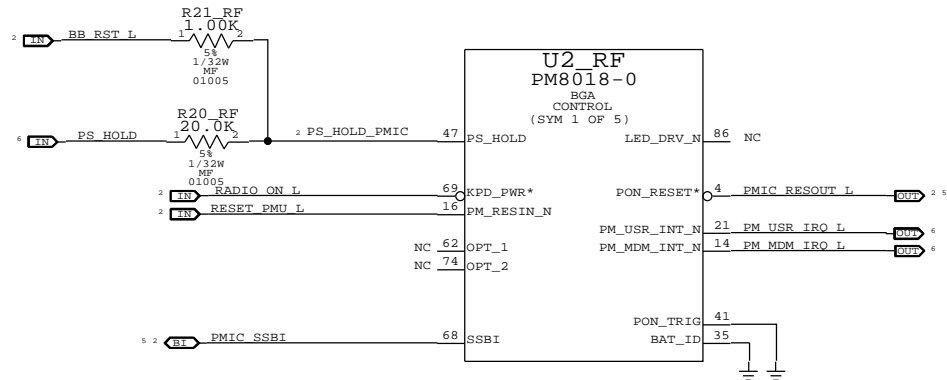 R21_RF
1.00K
2 IN BB_RST_L 1 2
5%
1/32W
MF
01005
U2_RF
PM8018-0
BGA
CONTROL
(SYM 1 OF 5)
R20_RF
20.0K
6 IN PS_HOLD 1 2
5%
1/32W
MF
01005
2 PS_HOLD_PMIC 47 PS_HOLD
LED_DRV_N 86 NC
2 IN RADIO_ON_L 69 KPD_PWR*
PON_RESET* 4 PMIC_RESOUT_L OUT 2 5
2 IN RESET_PMU_L 16 PM_RESIN_N
PM_USR_INT_N 21 PM_USR_IRQ_L OUT 6
NC 62 OPT_1
PM_MDM_INT_N 14 PM_MDM_IRQ_L OUT 6
NC 74 OPT_2
PON_TRIG 41
5 2 BI PMIC_SSBI 68 SSBI
BAT_ID 35